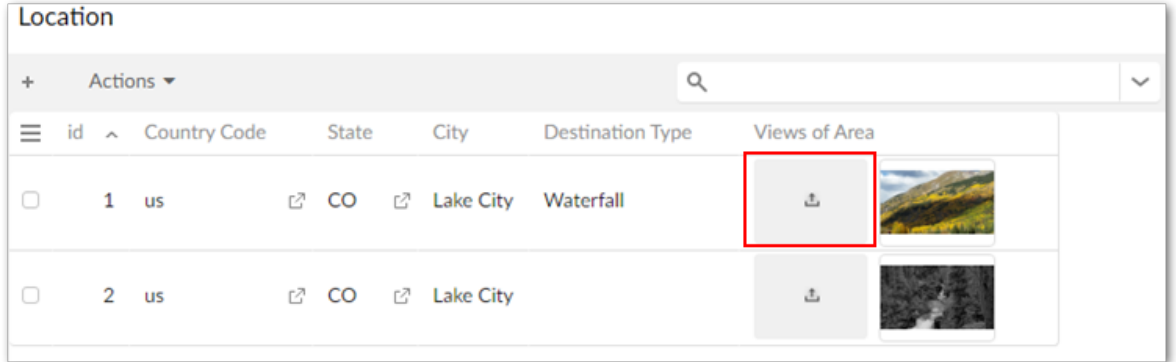 Location
+ Actions
id Country Code State City Destination Type Views of Area
1 us CO Lake City Waterfall
2 us CO Lake City